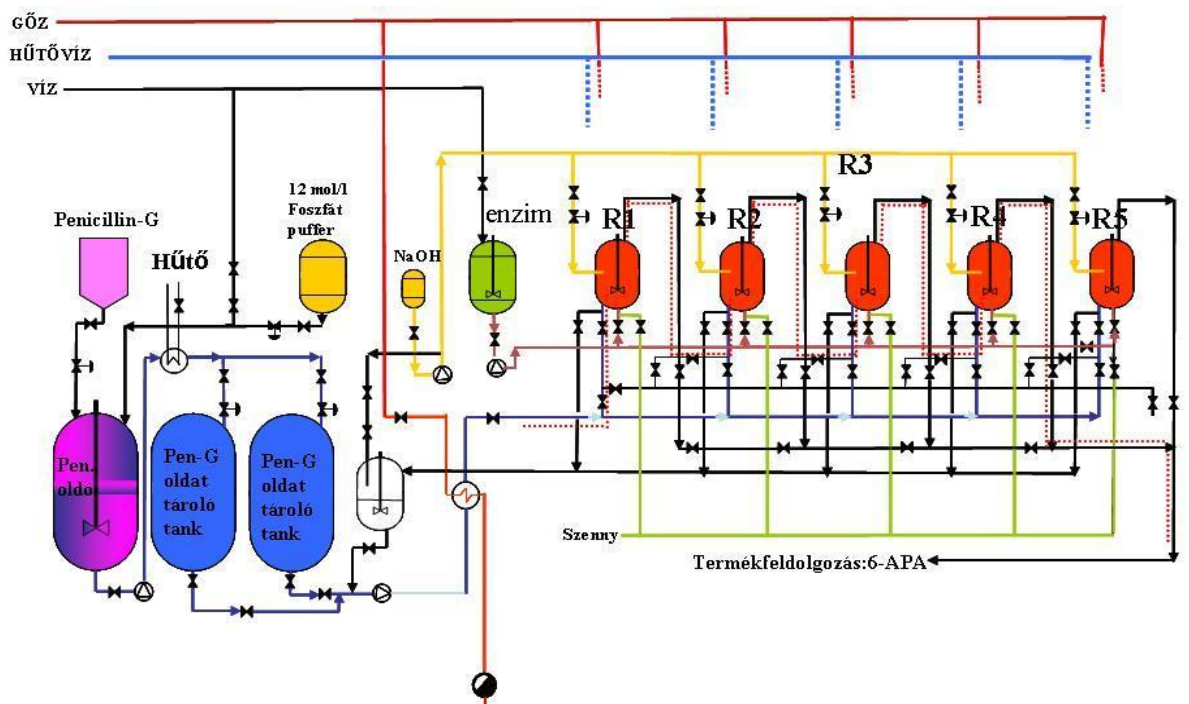 GŐZ
HŰTŐVÍZ
VÍZ
Penicillin-G
Hűtő
12 mol/l
Foszfát
puffer
NaOH
enzim
R1
R2
R3
R4
R5
Pen.
oldo
Pen-G
oldat
tároló
tank
Pen-G
oldat
tároló
tank
Szenny
Termékfeldolgozás:6-APA